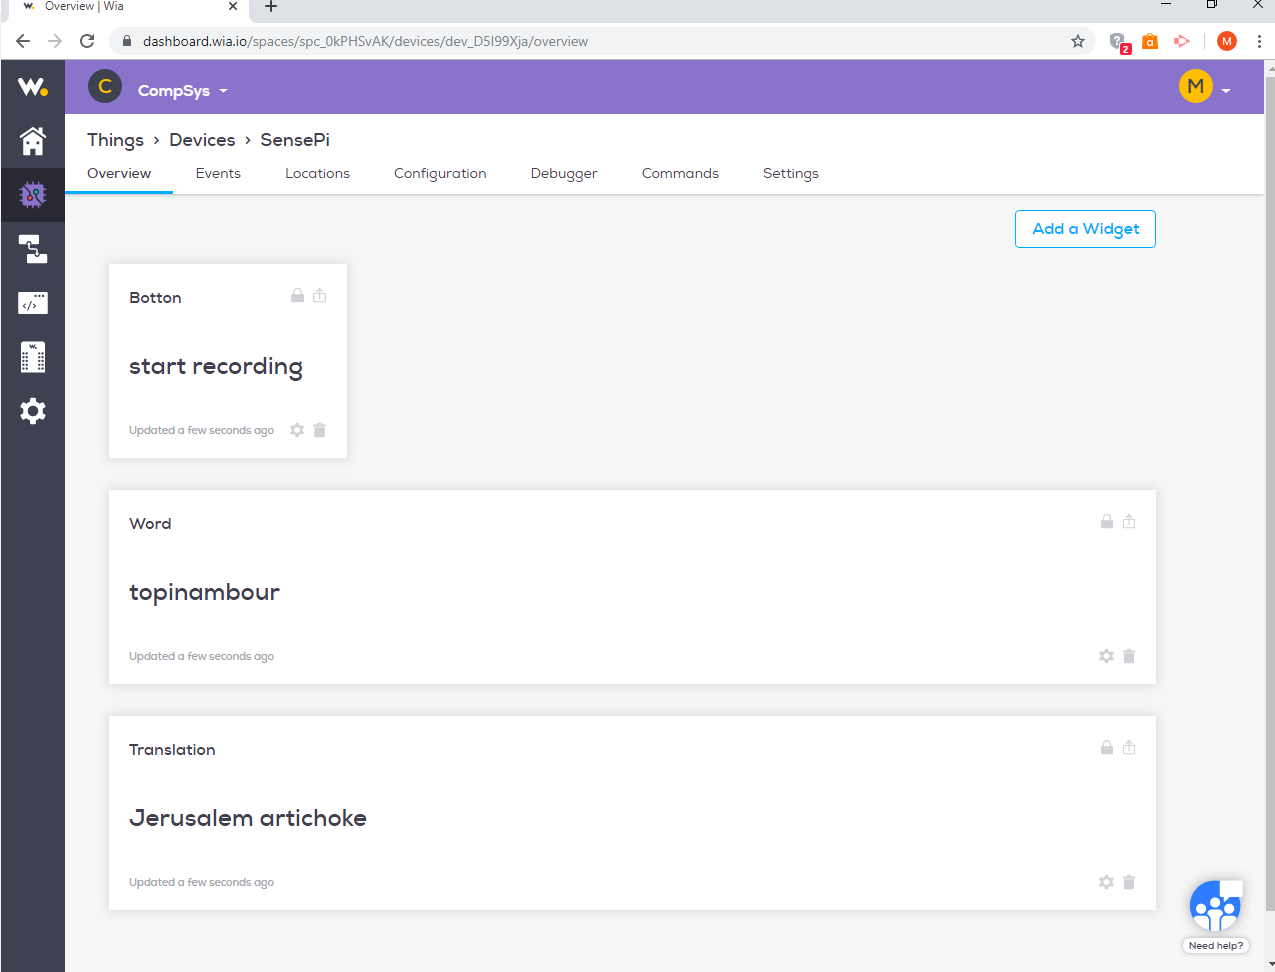 Overview | Wia
dashboard.wia.io/spaces/spc_0kPHSvAK/devices/dev_D5I99Xja/overview
2
a
M
W.
C
CompSys
M
Things > Devices > SensePi
Overview Events Locations Configuration Debugger Commands Settings
Add a Widget
Botton
start recording
Updated a few seconds ago
Word
topinambour
Updated a few seconds ago
Translation
Jerusalem artichoke
Updated a few seconds ago
Need help?